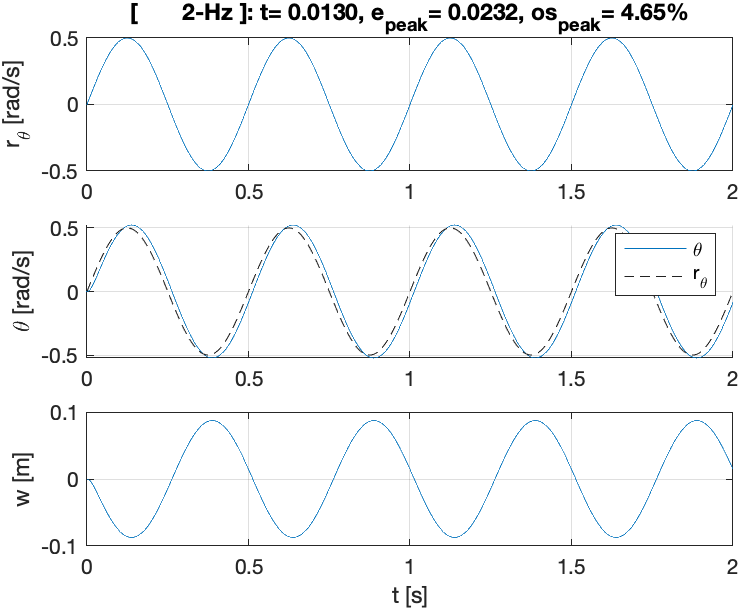 [ 2-Hz ]: t= 0.0130, e_peak= 0.0232, os_peak= 4.65%
0.5
0
-0.5
r_θ [rad/s]
0 0.5 1 1.5 2
0.5
0
-0.5
θ [rad/s]
θ
r_θ
0 0.5 1 1.5 2
0.1
0
-0.1
w [m]
0 0.5 1 1.5 2
t [s]